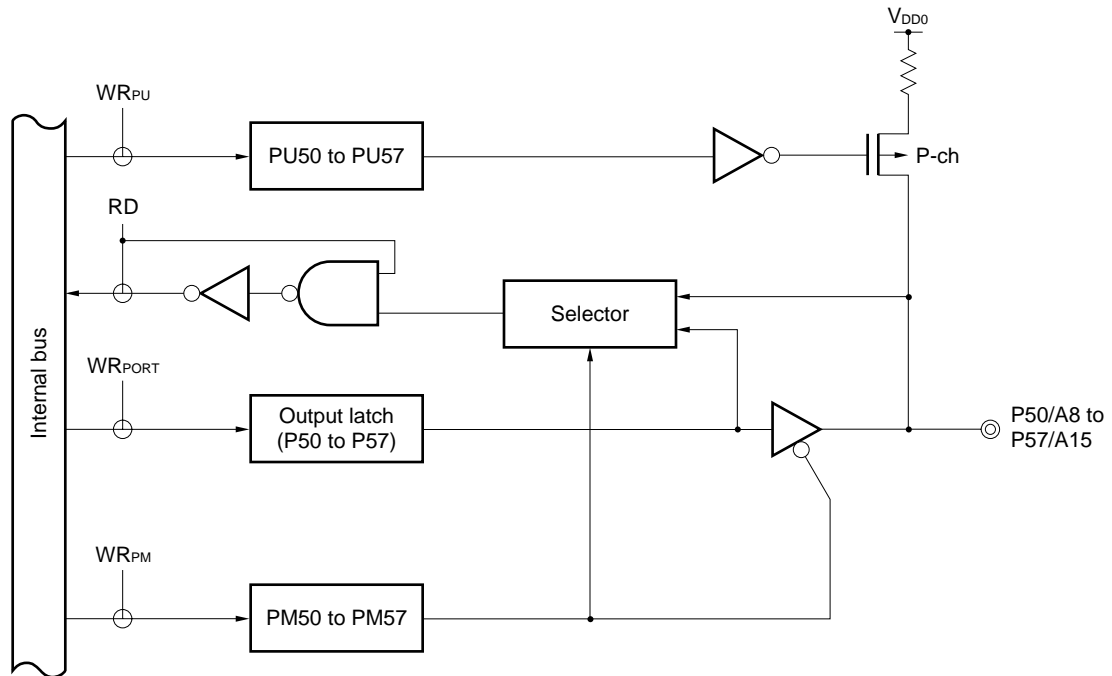 VDD0
WRPU
PU50 to PU57
P-ch
RD
Selector
Internal bus
WRPORT
Output latch
(P50 to P57)
P50/A8 to
P57/A15
WRPM
PM50 to PM57